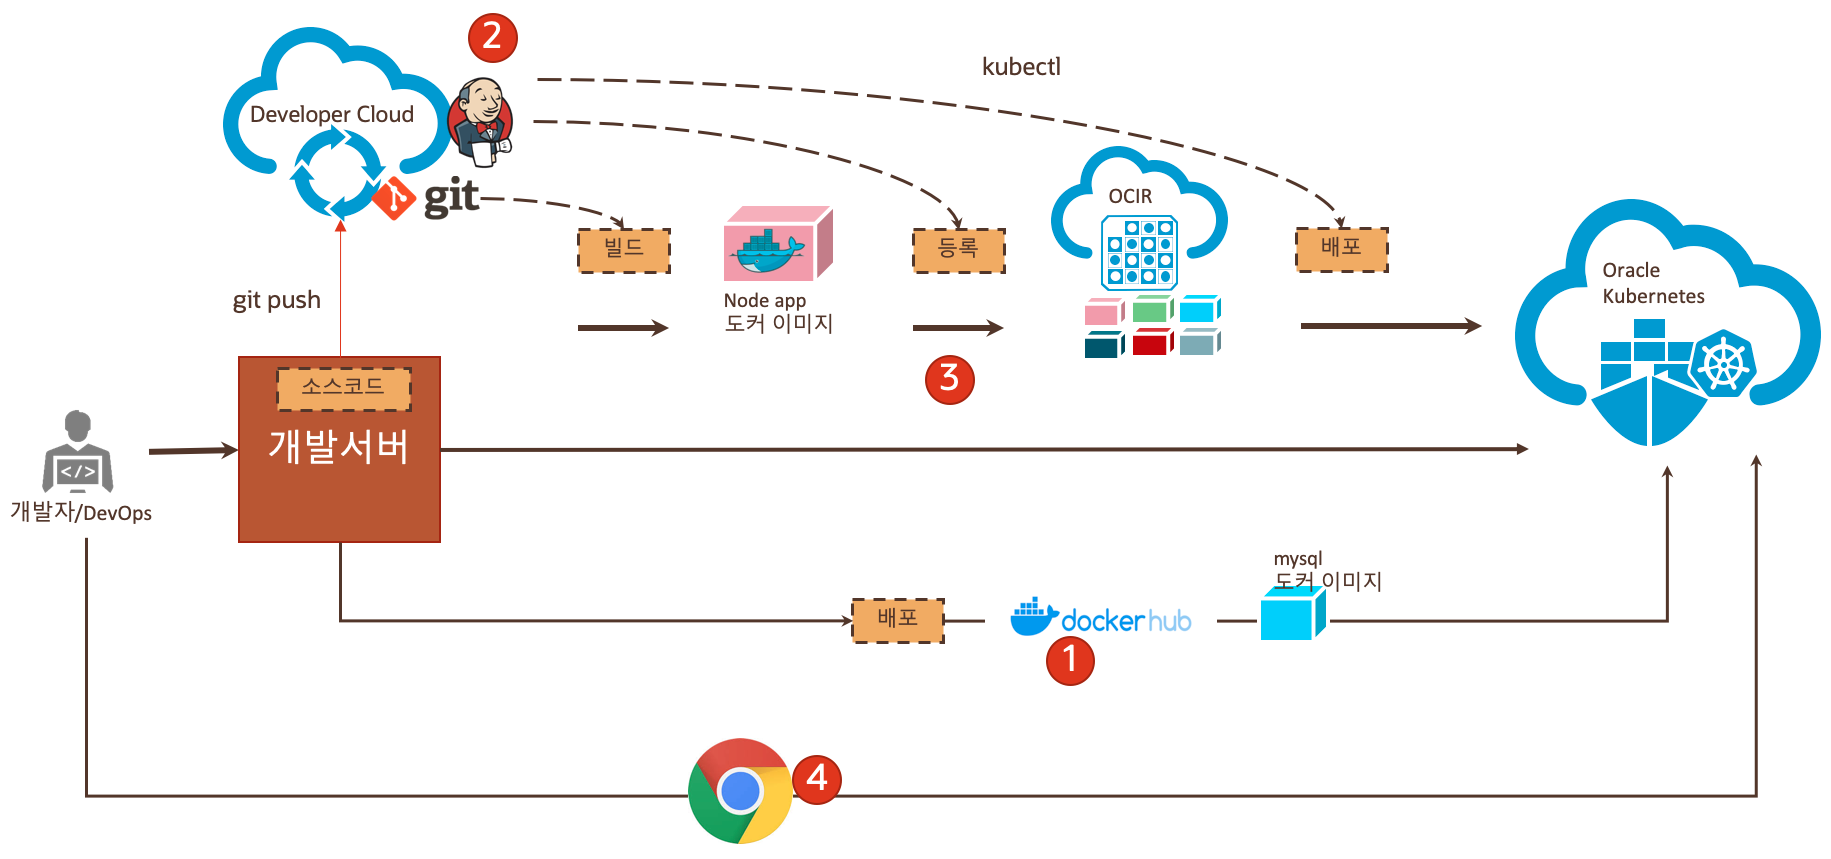 2
kubectl
Developer Cloud
git
OCIR
빌드
등록
배포
Node app
도커 이미지
Oracle
Kubernetes
git push
3
소스코드
개발서버
</>
개발자/DevOps
mysql
도커 이미지
배포
docker hub
1
4